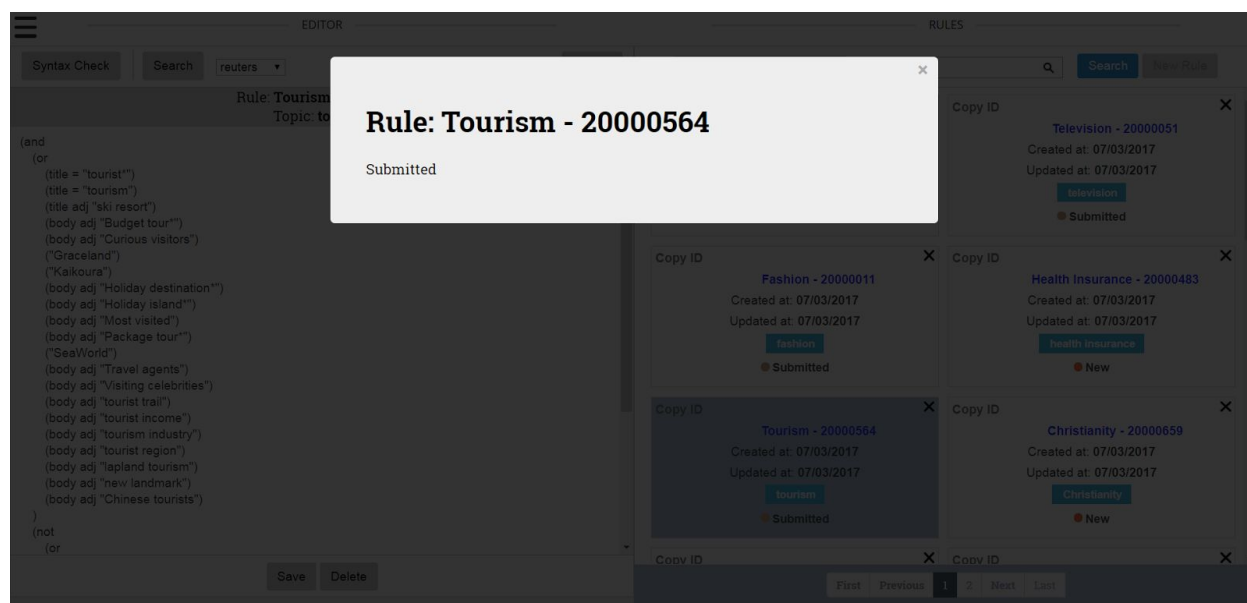 EDITOR
RULES
Syntax Check
Search
reuters
Search
New Rule
×
Rule: Tourism - 20000564
Submitted
Rule: Tourism
Topic: to
(and
(or
(title = "tourist*")
(title = "tourism")
(title adj "ski resort")
(body adj "Budget tour*")
(body adj "Curious visitors")
("Graceland")
("Kaikoura")
(body adj "Holiday destination*")
(body adj "Holiday island*")
(body adj "Most visited")
(body adj "Package tour*")
("SeaWorld")
(body adj "Travel agents")
(body adj "Visiting celebrities")
(body adj "tourist trail")
(body adj "tourist income")
(body adj "tourism industry")
(body adj "tourist region")
(body adj "lapland tourism")
(body adj "new landmark")
(body adj "Chinese tourists")
)
(not
(or
Save
Delete
Copy ID
Television - 20000051
Created at: 07/03/2017
Updated at: 07/03/2017
television
Submitted
Copy ID
Fashion - 20000011
Created at: 07/03/2017
Updated at: 07/03/2017
fashion
Submitted
Copy ID
Health Insurance - 20000483
Created at: 07/03/2017
Updated at: 07/03/2017
health insurance
New
Copy ID
Tourism - 20000564
Created at: 07/03/2017
Updated at: 07/03/2017
tourism
Submitted
Copy ID
Christianity - 20000659
Created at: 07/03/2017
Updated at: 07/03/2017
Christianity
New
Copy ID
Copy ID
First Previous 1 2 Next Last